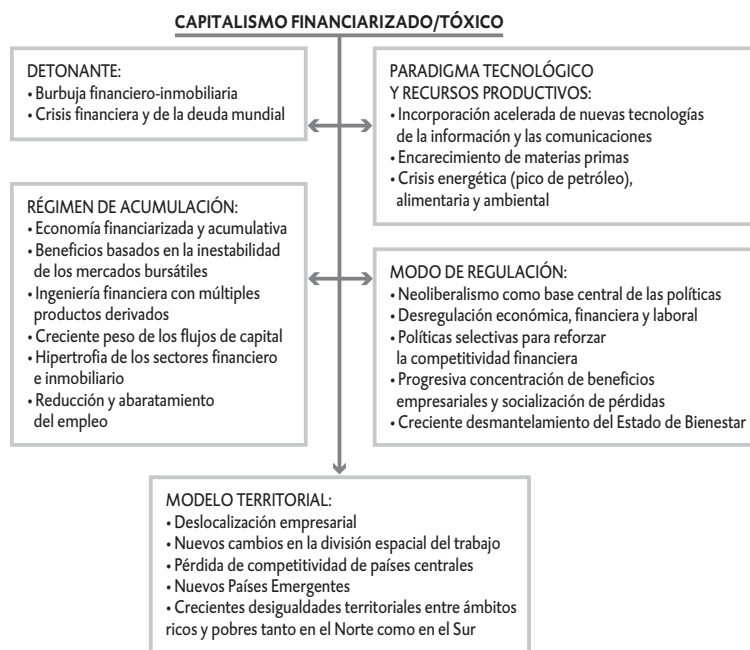 CAPITALISMO FINANCIARIZADO/TÓXICO
DETONANTE:
• Burbuja financiero-inmobiliaria
• Crisis financiera y de la deuda mundial
PARADIGMA TECNOLÓGICO
Y RECURSOS PRODUCTIVOS:
• Incorporación acelerada de nuevas tecnologías
de la información y las comunicaciones
• Encarecimiento de materias primas
• Crisis energética (pico de petróleo),
alimentaria y ambiental
RÉGIMEN DE ACUMULACIÓN:
• Economía financiarizada y acumulativa
• Beneficios basados en la inestabilidad
de los mercados bursátiles
• Ingeniería financiera con múltiples
productos derivados
• Creciente peso de los flujos de capital
• Hipertrofia de los sectores financiero
e inmobiliario
• Reducción y abaratamiento
del empleo
MODO DE REGULACIÓN:
• Neoliberalismo como base central de las políticas
• Desregulación económica, financiera y laboral
• Políticas selectivas para reforzar
la competitividad financiera
• Progresiva concentración de beneficios
empresariales y socialización de pérdidas
• Creciente desmantelamiento del Estado de Bienestar
MODELO TERRITORIAL:
• Deslocalización empresarial
• Nuevos cambios en la división espacial del trabajo
• Pérdida de competitividad de países centrales
• Nuevos Países Emergentes
• Crecientes desigualdades territoriales entre ámbitos
ricos y pobres tanto en el Norte como en el Sur